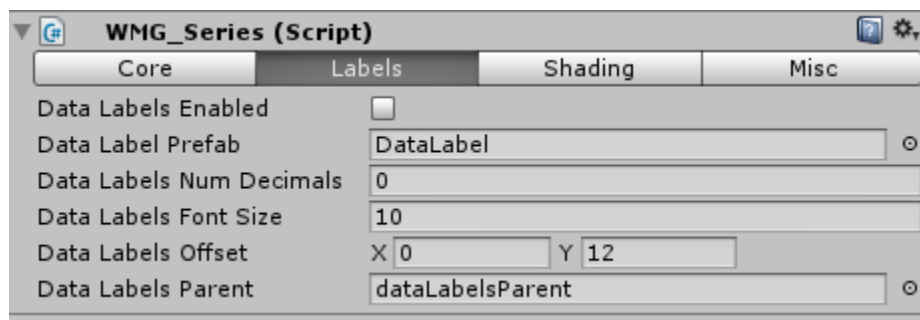 WMG_Series (Script)
Core Labels Shading Misc
Data Labels Enabled
Data Label Prefab DataLabel
Data Labels Num Decimals 0
Data Labels Font Size 10
Data Labels Offset X 0 Y 12
Data Labels Parent dataLabelsParent